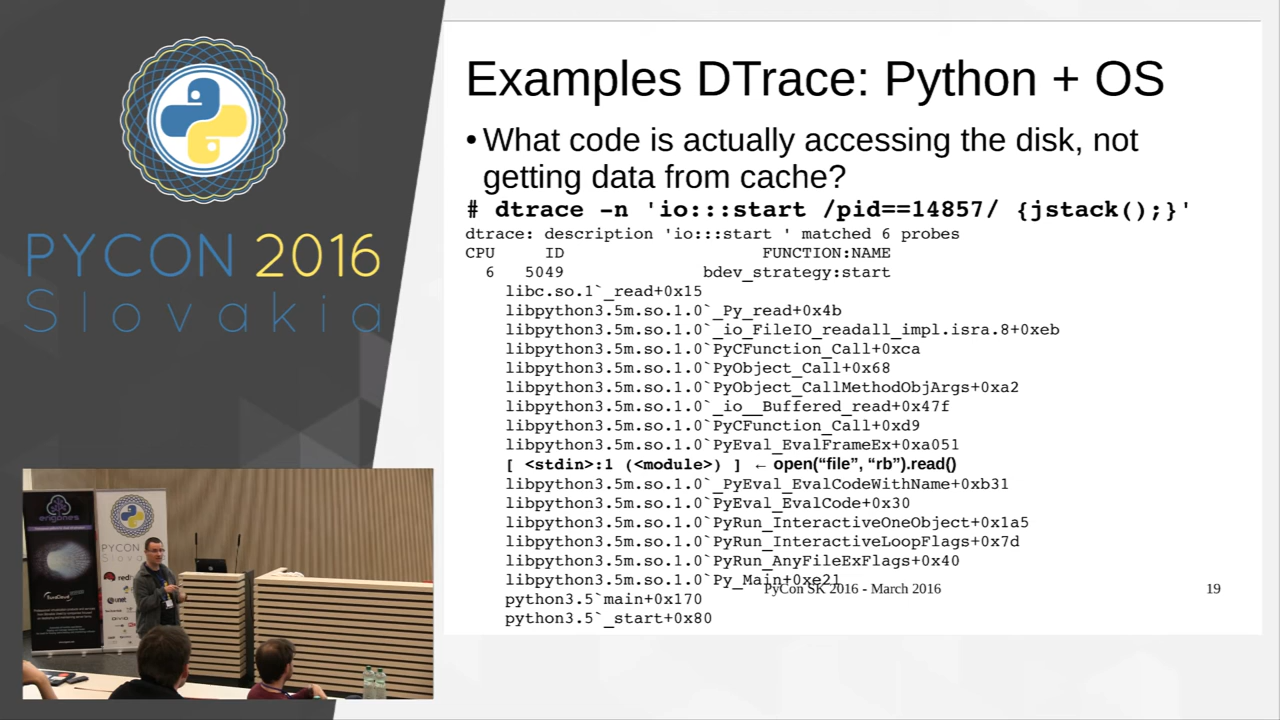 PYCON 2016
Slovakia
Examples DTrace: Python + OS
• What code is actually accessing the disk, not
getting data from cache?
# dtrace -n 'io:::start /pid==14857/ {jstack();}'
dtrace: description 'io:::start ' matched 6 probes
CPU ID FUNCTION:NAME
6 5049 bdev_strategy:start
libc.so.1`_read+0x15
libpython3.5m.so.1.0`_Py_read+0x4b
libpython3.5m.so.1.0`_io_FileIO_readall_impl.isra.8+0xeb
libpython3.5m.so.1.0`PyCFunction_Call+0xca
libpython3.5m.so.1.0`PyObject_Call+0x68
libpython3.5m.so.1.0`PyObject_CallMethodObjArgs+0xa2
libpython3.5m.so.1.0`_io__Buffered_read+0x47f
libpython3.5m.so.1.0`PyCFunction_Call+0xd9
libpython3.5m.so.1.0`PyEval_EvalFrameEx+0xa051
[ <stdin>:1 (<module>) ] ← open(“file”, “rb”).read()
libpython3.5m.so.1.0`_PyEval_EvalCodeWithName+0xb31
libpython3.5m.so.1.0`PyEval_EvalCode+0x30
libpython3.5m.so.1.0`PyRun_InteractiveOneObject+0x1a5
libpython3.5m.so.1.0`PyRun_InteractiveLoopFlags+0x7d
libpython3.5m.so.1.0`PyRun_AnyFileExFlags+0x40
libpython3.5m.so.1.0`Py_Main+0xe21
python3.5`main+0x170
python3.5`_start+0x80
PyCon SK 2016 - March 2016
19
erigones
PYCON
Slova